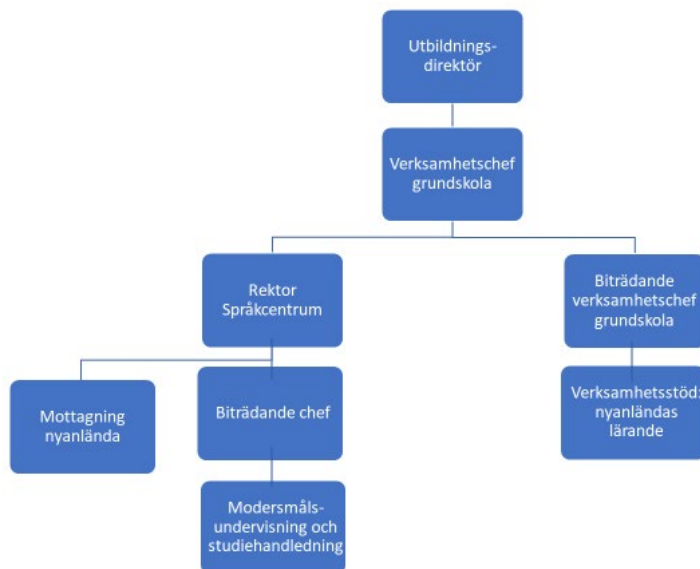 Utbildnings-
direktör
Verksamhetschef
grundskola
Rektor
Språkcentrum
Biträdande
verksamhetschef
grundskola
Mottagning
nyanlända
Biträdande chef
Verksamhetsstöd:
nyanländas
lärande
Modersmåls-
undervisning och
studiehandledning